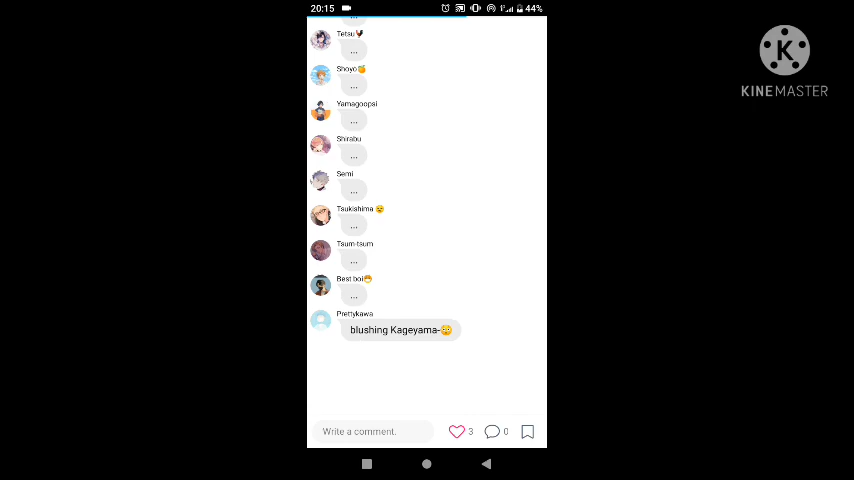 20:15
44%
...
Tetsu🐓
...
Shoyo🍊
...
Yamagoopsi
...
Shirabu
...
Semi
...
Tsukishima 😒
...
Tsum-tsum
...
Best boi😷
...
Prettykawa
blushing Kageyama-😳
Write a comment.
3
0
K
KINEMASTER